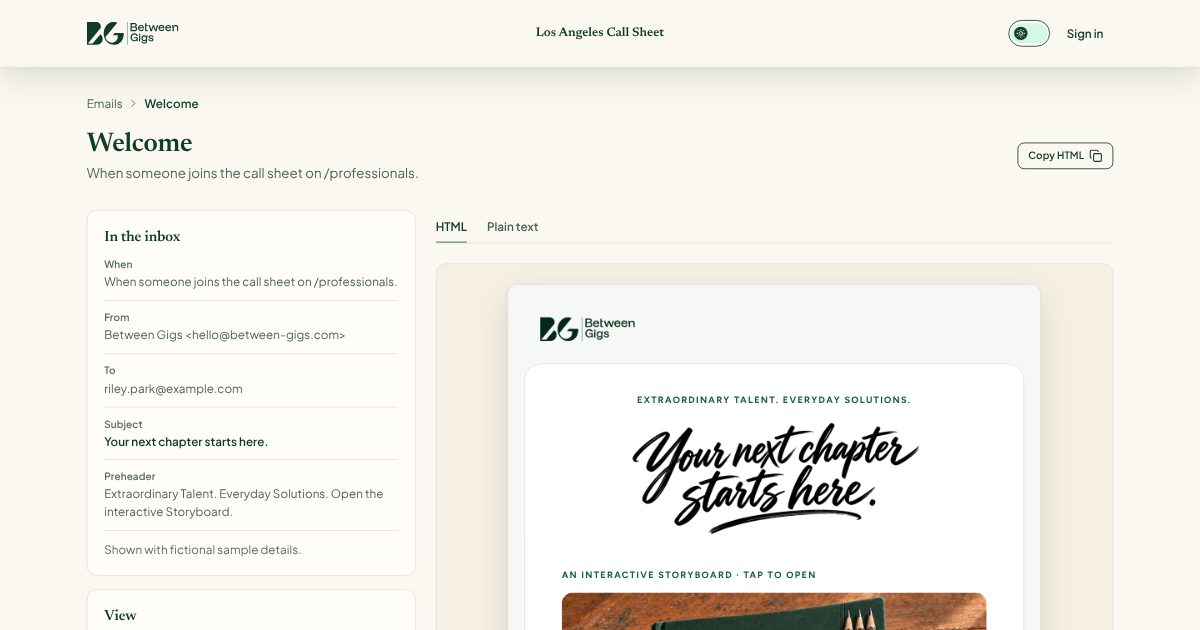 Between
Gigs
Los Angeles Call Sheet
Sign in
Emails
Welcome
Welcome
When someone joins the call sheet on /professionals.
Copy HTML
In the inbox
When
When someone joins the call sheet on /professionals.
From
Between Gigs <hello@between-gigs.com>
To
riley.park@example.com
Subject
Your next chapter starts here.
Preheader
Extraordinary Talent. Everyday Solutions. Open the
interactive Storyboard.
Shown with fictional sample details.
View
HTML
Plain text
BG
Between
Gigs
EXTRAORDINARY TALENT. EVERYDAY SOLUTIONS.
Your next chapter
starts here.
AN INTERACTIVE STORYBOARD · TAP TO OPEN